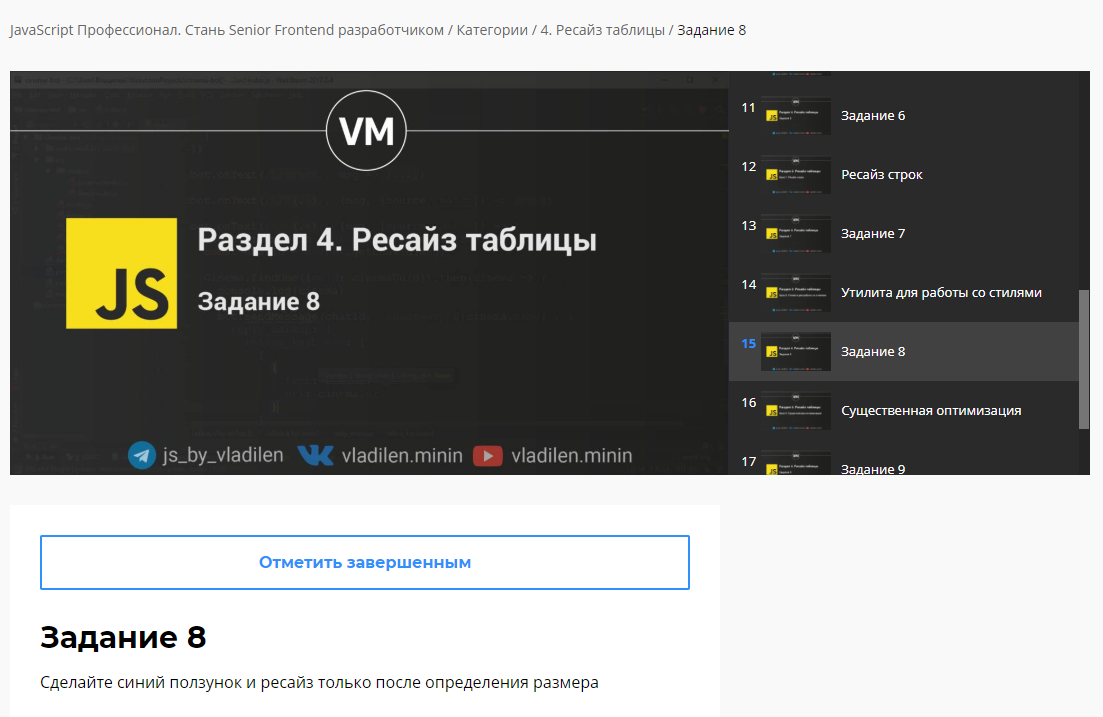 JavaScript Профессионал. Стань Senior Frontend разработчиком / Категории / 4. Ресайз таблицы / Задание 8
VM
JS
Раздел 4. Ресайз таблицы
Задание 8
js_by_vladilen vladilen.minin vladilen.minin
11 Задание 6
12 Ресайз строк
13 Задание 7
14 Утилита для работы со стилями
15 Задание 8
16 Существенная оптимизация
17 Задание 9
Отметить завершенным
Задание 8
Сделайте синий ползунок и ресайз только после определения размера